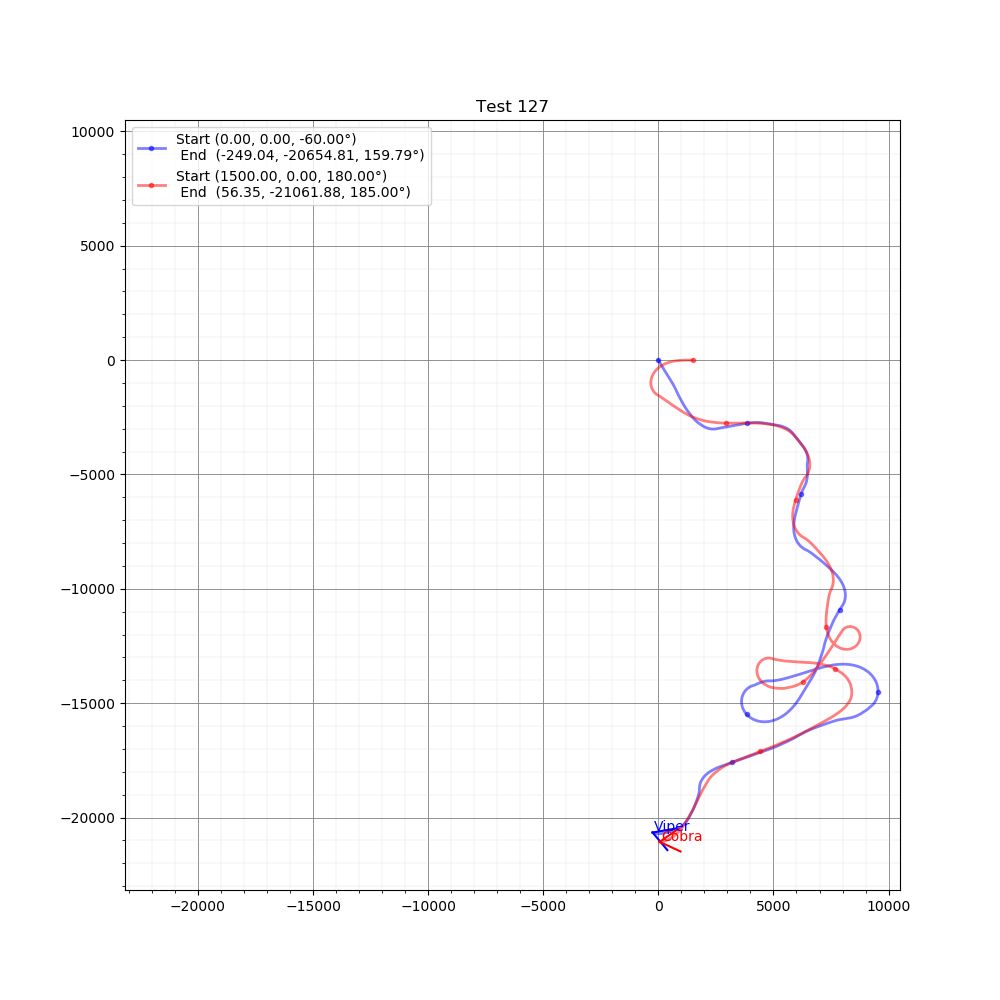 Test 127
Start (0.00, 0.00, -60.00°)
End (-249.04, -20654.81, 159.79°)
Start (1500.00, 0.00, 180.00°)
End (56.35, -21061.88, 185.00°)
10000
5000
0
−5000
−10000
−15000
−20000
Viper
Cobra
−20000 −15000 −10000 −5000 0 5000 10000